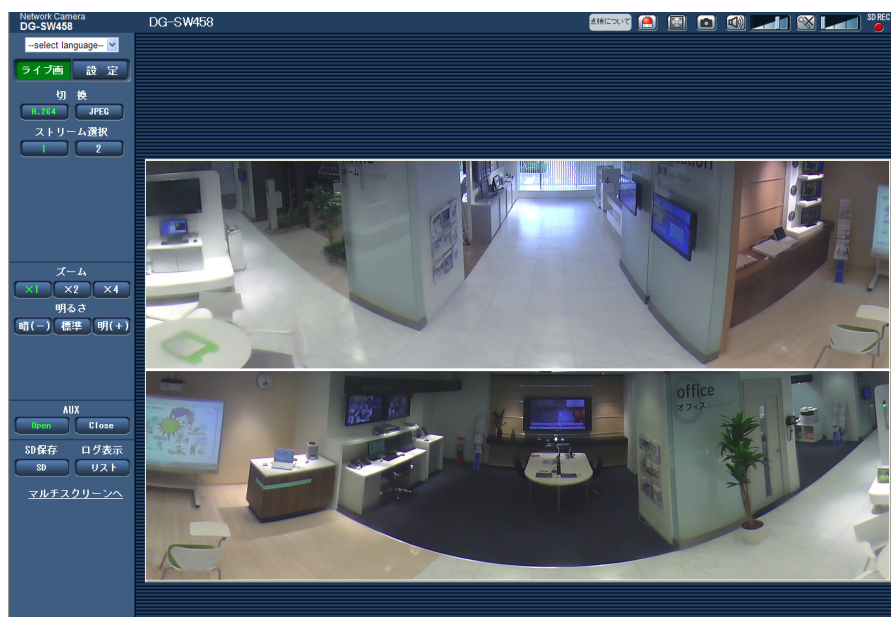 Network Camera
DG-SW458
DG-SW458
点検について
SD REC
--select language--
ライブ画
設 定
切 換
H.264
JPEG
ストリーム選択
1
2
ズーム
×1
×2
×4
明るさ
暗(−)
標準
明(+)
AUX
Open
Close
SD保存
ログ表示
SD
リスト
マルチスクリーンへ
ホーム
office
オフィス